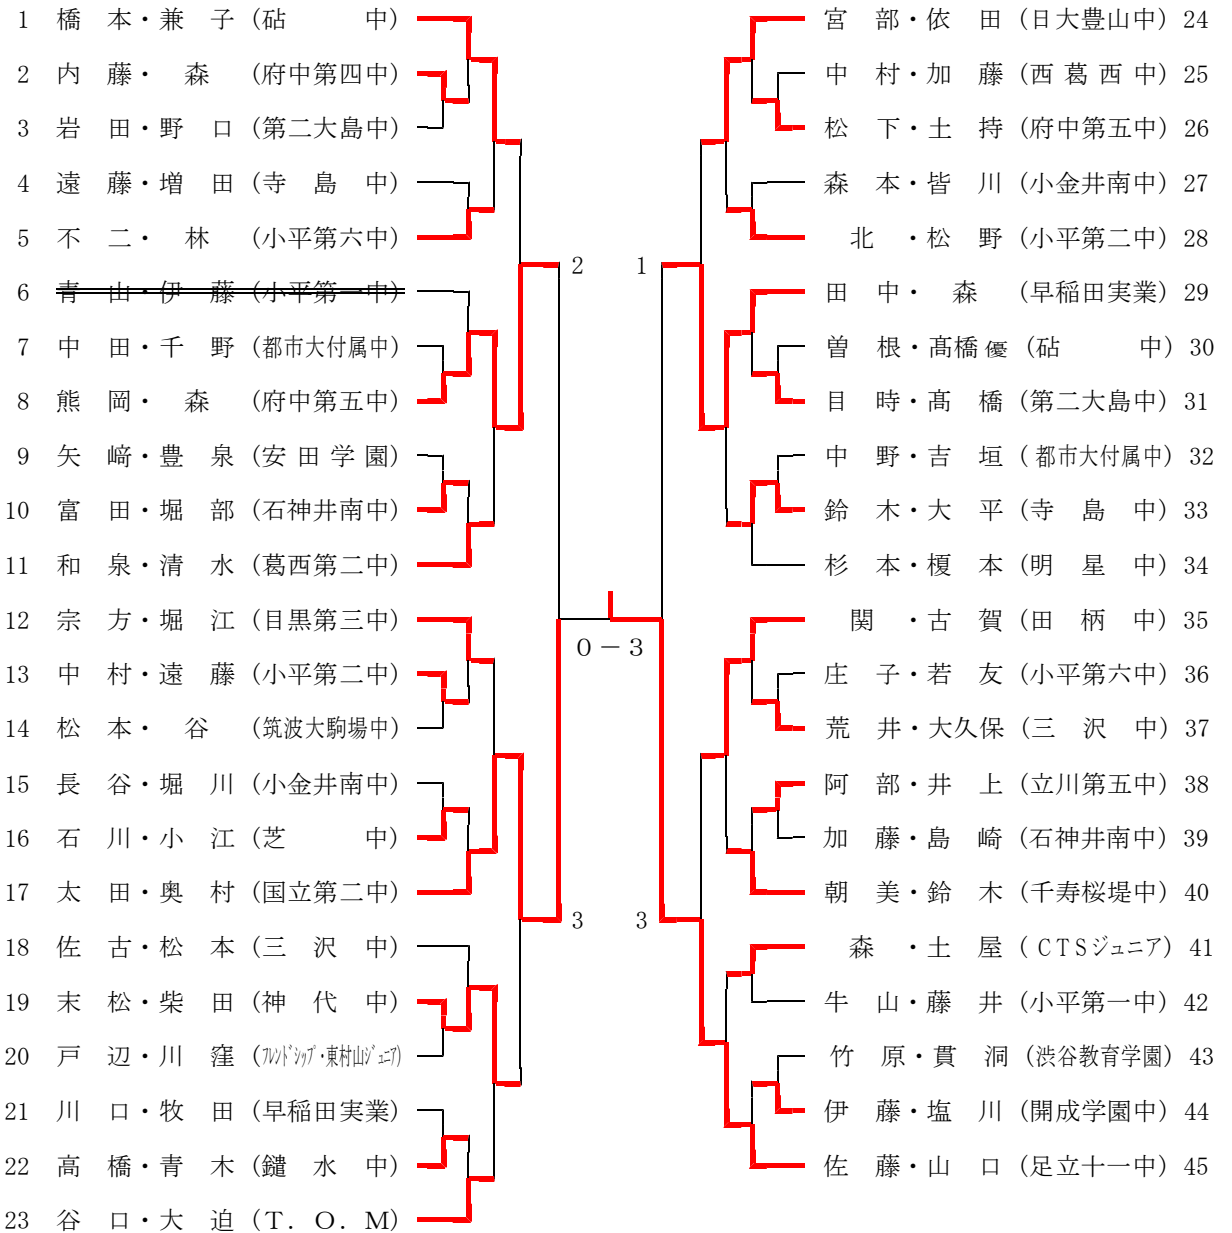 1 橋本・兼子 (砧中)
2 内藤・森 (府中第四中)
3 岩田・野口 (第二大島中)
4 遠藤・増田 (寺島中)
5 不二・林 (小平第六中)
6 青山・伊藤 (小平第一中)
7 中田・千野 (都市大付属中)
8 熊岡・森 (府中第五中)
9 矢﨑・豊泉 (安田学園)
10 富田・堀部 (石神井南中)
11 和泉・清水 (葛西第二中)
12 宗方・堀江 (目黒第三中)
13 中村・遠藤 (小平第二中)
14 松本・谷 (筑波大駒場中)
15 長谷・堀川 (小金井南中)
16 石川・小江 (芝中)
17 太田・奥村 (国立第二中)
18 佐古・松本 (三沢中)
19 末松・柴田 (神代中)
20 戸辺・川窪 (ﾌﾚﾝﾄﾞｼｯﾌﾟ・東村山ｼﾞｭﾆｱ)
21 川口・牧田 (早稲田実業)
22 高橋・青木 (鑓水中)
23 谷口・大迫 (T．O．M)
2
3
0－3
1
3
宮部・依田 (日大豊山中) 24
中村・加藤 (西葛西中) 25
松下・土持 (府中第五中) 26
森本・皆川 (小金井南中) 27
北・松野 (小平第二中) 28
田中・森 (早稲田実業) 29
曽根・髙橋優 (砧中) 30
目時・髙橋 (第二大島中) 31
中野・吉垣 (都市大付属中) 32
鈴木・大平 (寺島中) 33
杉本・榎本 (明星中) 34
関・古賀 (田柄中) 35
庄子・若友 (小平第六中) 36
荒井・大久保 (三沢中) 37
阿部・井上 (立川第五中) 38
加藤・島崎 (石神井南中) 39
朝美・鈴木 (千寿桜堤中) 40
森・土屋 (CTSジュニア) 41
牛山・藤井 (小平第一中) 42
竹原・貫洞 (渋谷教育学園) 43
伊藤・塩川 (開成学園中) 44
佐藤・山口 (足立十一中) 45